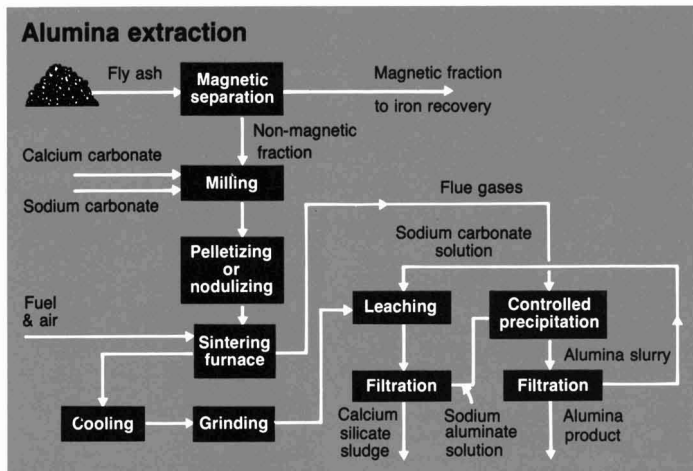 Alumina extraction
Fly ash
Magnetic
separation
Magnetic fraction
to iron recovery
Non-magnetic
fraction
Calcium carbonate
Sodium carbonate
Milling
Flue gases
Pelletizing
or
nodulizing
Sodium carbonate
solution
Fuel
& air
Sintering
furnace
Leaching
Controlled
precipitation
Alumina slurry
Filtration
Filtration
Cooling
Grinding
Calcium
silicate
sludge
Sodium
aluminate
solution
Alumina
product